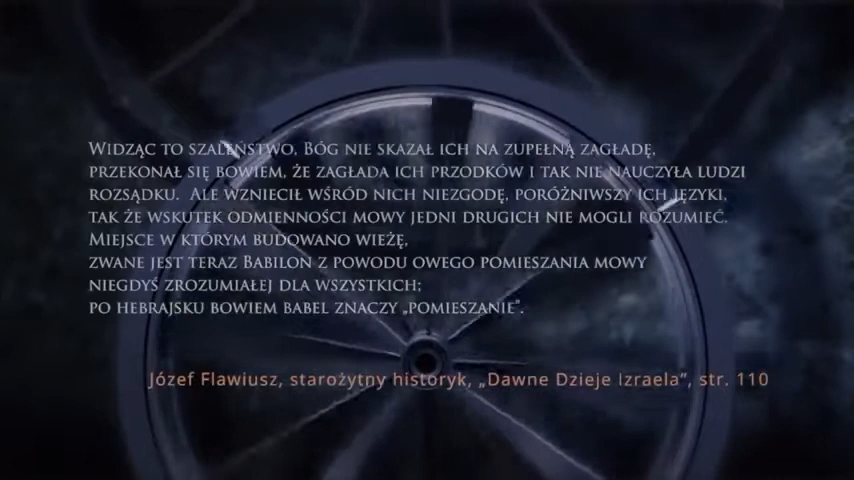 Widząc to szaleństwo, Bóg nie skazał ich na zupełną zagładę,
przekonał się bowiem, że zagłada ich przodków i tak nie nauczyła ludzi
rozsądku. Ale wzniecił wśród nich niezgodę, poróżniwszy ich języki,
tak że wskutek odmienności mowy jedni drugich nie mogli rozumieć.
Miejsce w którym budowano wieżę,
zwane jest teraz Babilon z powodu owego pomieszania mowy
niegdyś zrozumiałej dla wszystkich;
po hebrajsku bowiem babel znaczy „pomieszanie”.
Józef Flawiusz, starożytny historyk, „Dawne Dzieje Izraela”, str. 110